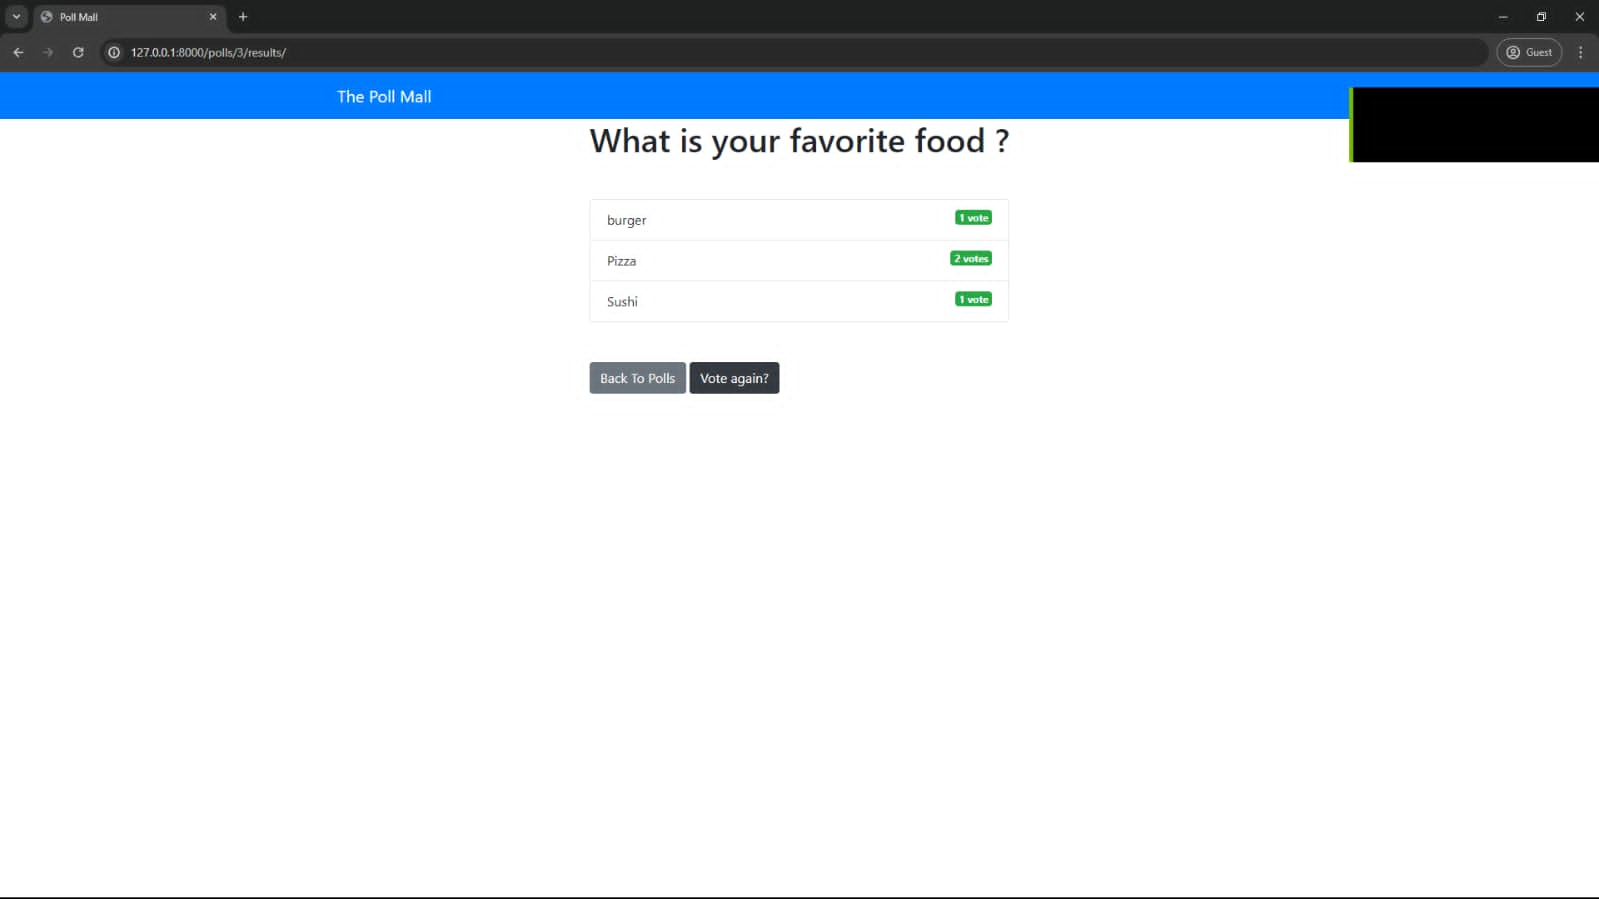 Poll Mall
127.0.0.1:8000/polls/3/results/
Guest
The Poll Mall
What is your favorite food ?
burger 1 vote
Pizza 2 votes
Sushi 1 vote
Back To Polls Vote again?